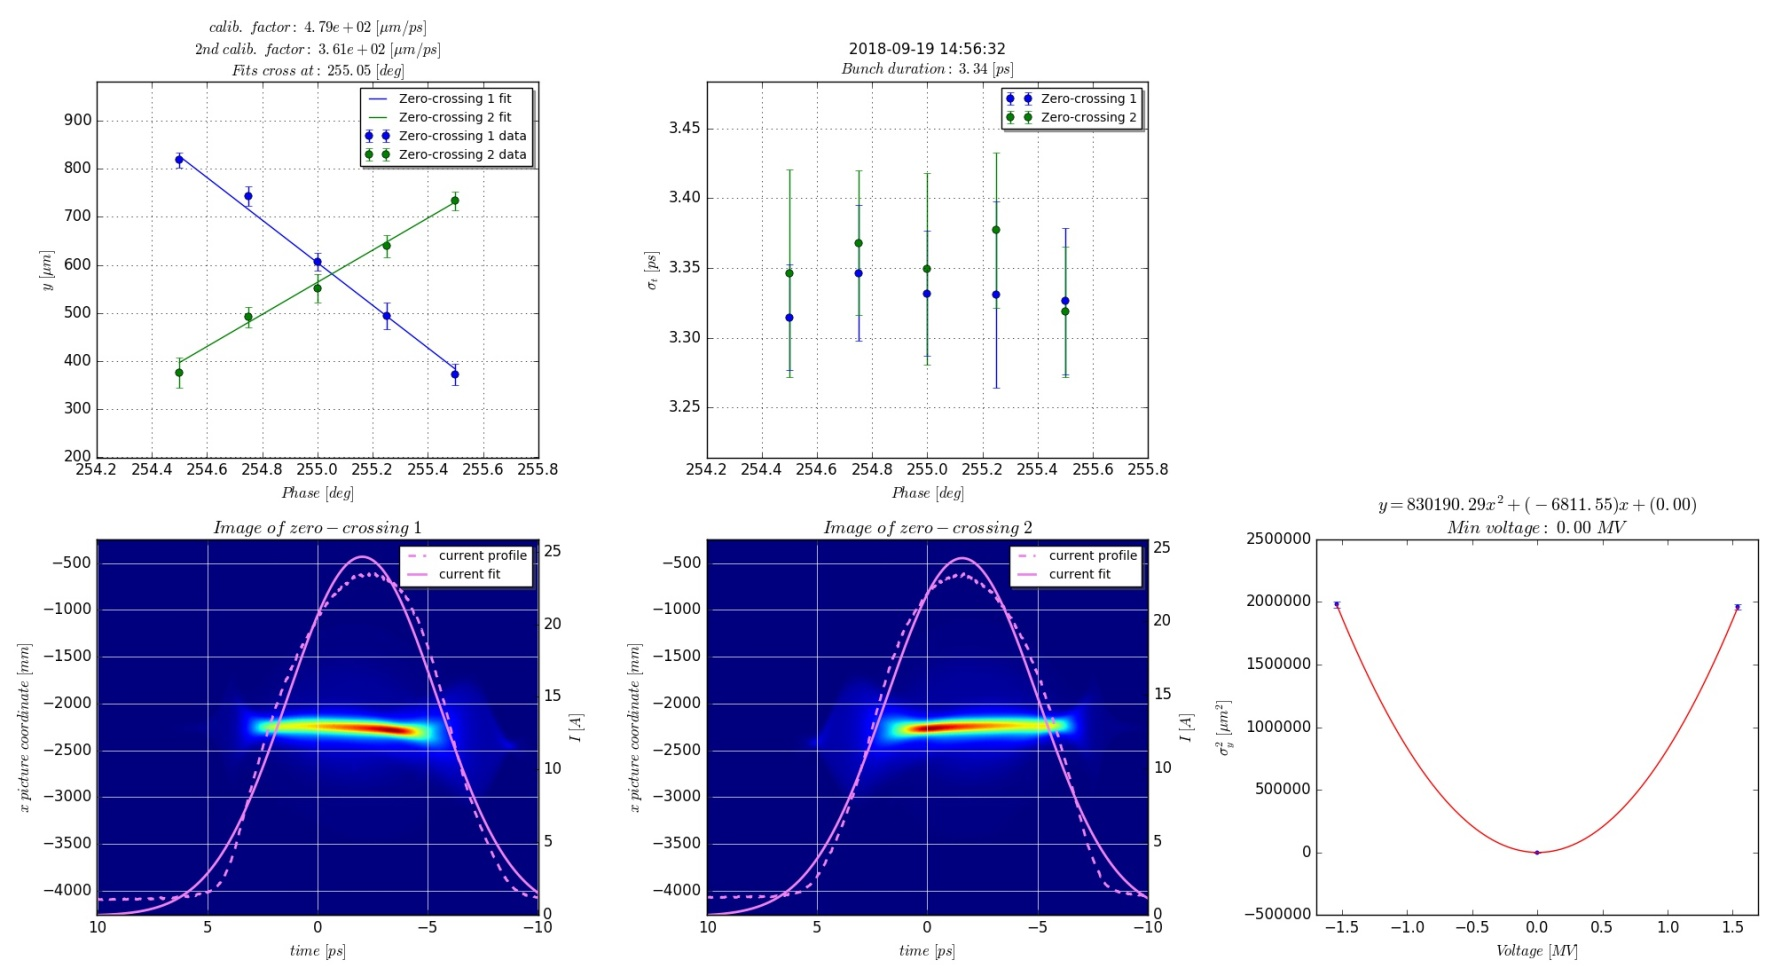 calib. factor: 4.79e+02 [μm/ps]
2nd calib. factor: 3.61e+02 [μm/ps]
Fits cross at: 255.05 [deg]
Zero-crossing 1 fit
Zero-crossing 2 fit
Zero-crossing 1 data
Zero-crossing 2 data
900
800
700
600
500
400
300
200
y [μm]
254.2 254.4 254.6 254.8 255.0 255.2 255.4 255.6 255.8
Phase [deg]
2018-09-19 14:56:32
Bunch duration: 3.34 [ps]
Zero-crossing 1
Zero-crossing 2
3.45
3.40
3.35
3.30
3.25
σt [ps]
254.2 254.4 254.6 254.8 255.0 255.2 255.4 255.6 255.8
Phase [deg]
Image of zero−crossing 1
current profile
current fit
−500
−1000
−1500
−2000
−2500
−3000
−3500
−4000
x picture coordinate [mm]
25
20
15
10
5
0
I [A]
10 5 0 −5 −10
time [ps]
Image of zero−crossing 2
current profile
current fit
−500
−1000
−1500
−2000
−2500
−3000
−3500
−4000
x picture coordinate [mm]
25
20
15
10
5
0
I [A]
10 5 0 −5 −10
time [ps]
y=830190.29x²+(−6811.55)x+(0.00)
Min voltage: 0.00 MV
2500000
2000000
1500000
1000000
500000
0
−500000
σ²y [μm²]
−1.5 −1.0 −0.5 0.0 0.5 1.0 1.5
Voltage [MV]